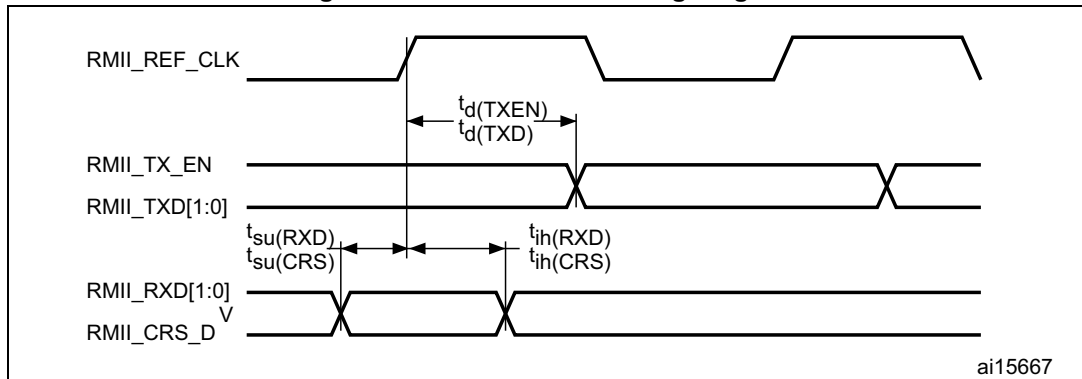 RMII_REF_CLK
td(TXEN)
td(TXD)
RMII_TX_EN
RMII_TXD[1:0]
tsu(RXD)
tsu(CRS)
tih(RXD)
tih(CRS)
RMII_RXD[1:0]
V
RMII_CRS_D
ai15667